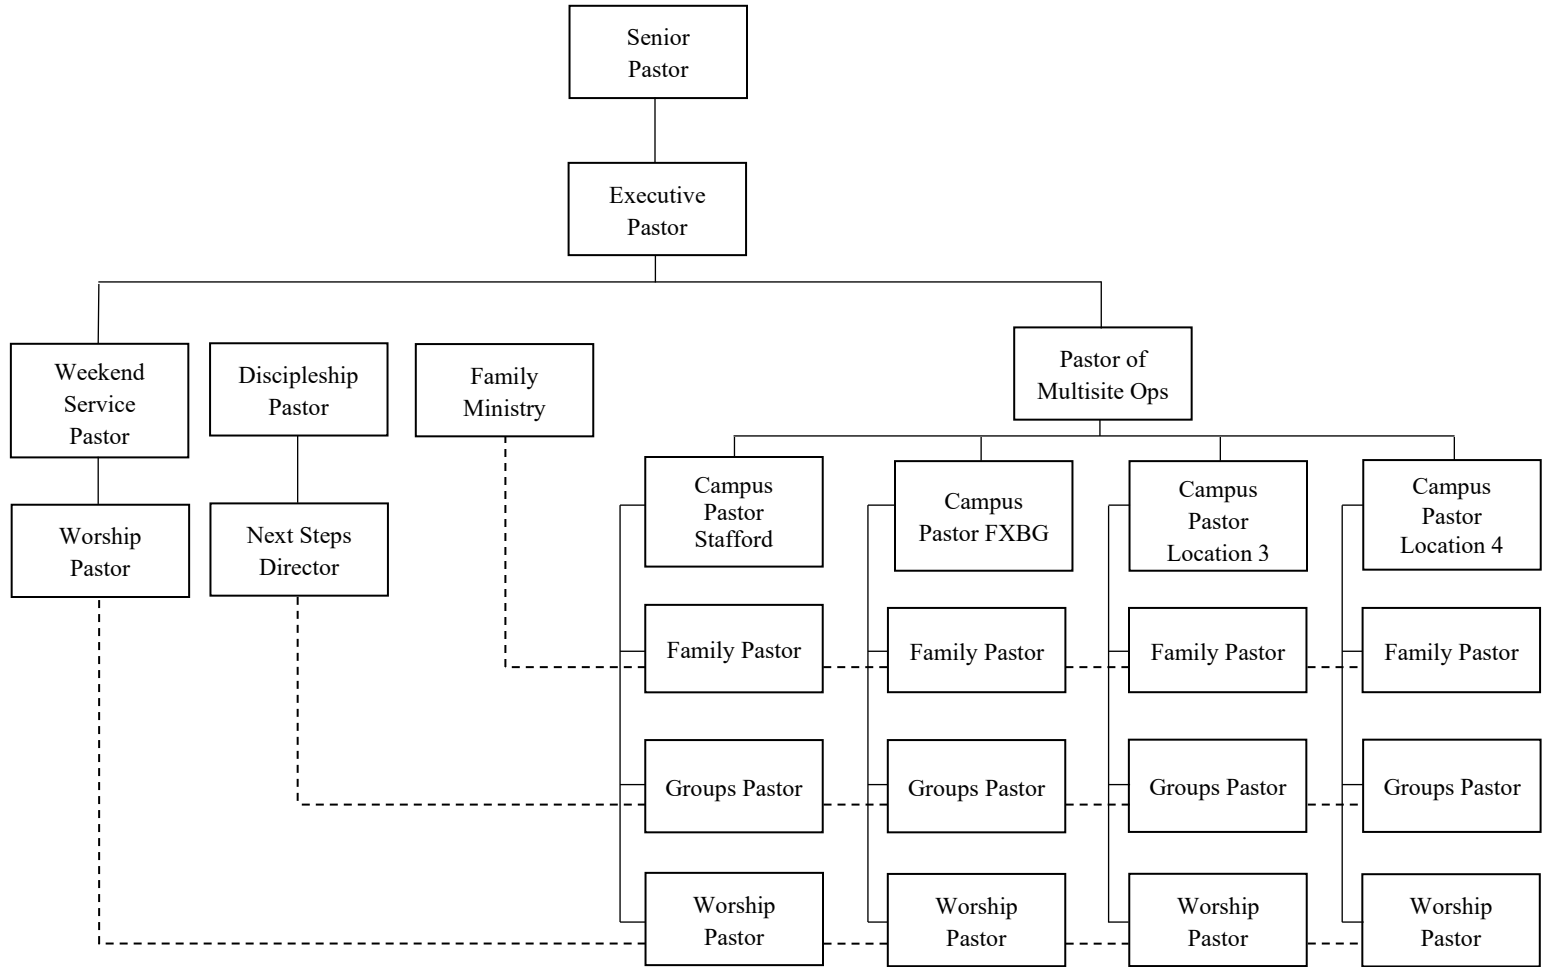 Senior
Pastor
Executive
Pastor
Weekend
Service
Pastor
Discipleship
Pastor
Family
Ministry
Pastor of
Multisite Ops
Worship
Pastor
Next Steps
Director
Campus
Pastor
Stafford
Campus
Pastor FXBG
Campus
Pastor
Location 3
Campus
Pastor
Location 4
Family Pastor
Family Pastor
Family Pastor
Family Pastor
Groups Pastor
Groups Pastor
Groups Pastor
Groups Pastor
Worship
Pastor
Worship
Pastor
Worship
Pastor
Worship
Pastor